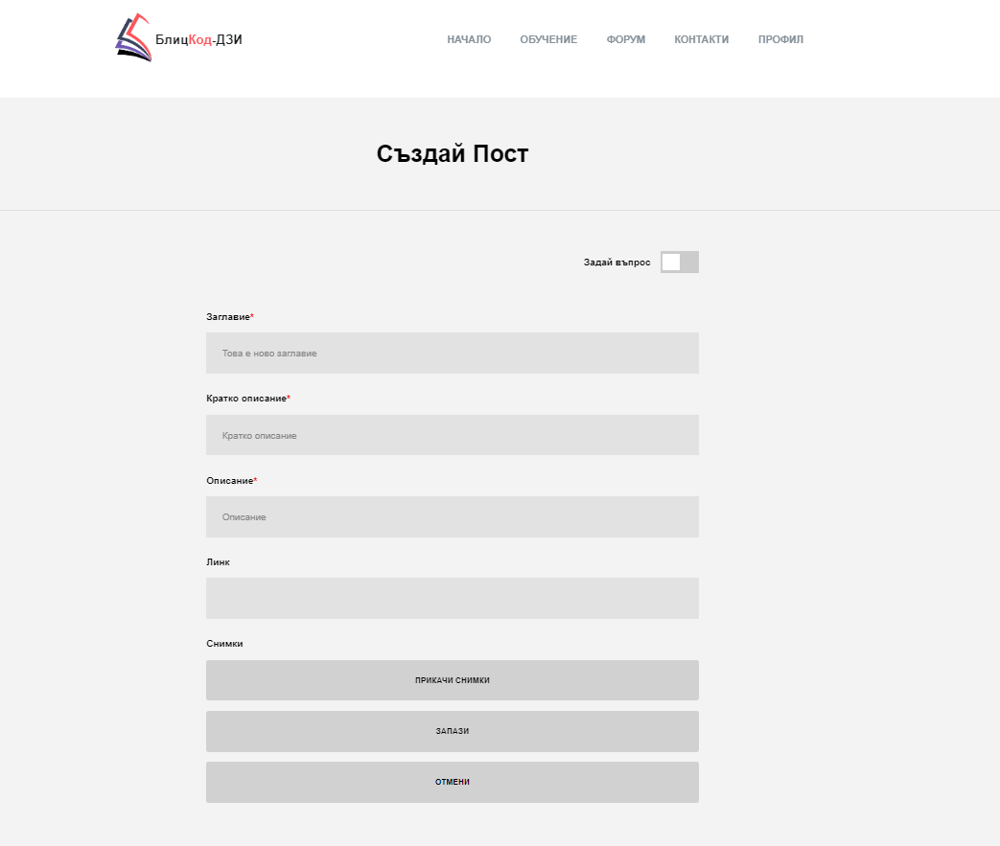 БлицКод-ДЗИ
НАЧАЛО ОБУЧЕНИЕ ФОРУМ КОНТАКТИ ПРОФИЛ
Създай Пост
Задай въпрос
Заглавие*
Това е ново заглавие
Кратко описание*
Кратко описание
Описание*
Описание
Линк
Снимки
ПРИКАЧИ СНИМКИ
ЗАПАЗИ
ОТМЕНИ